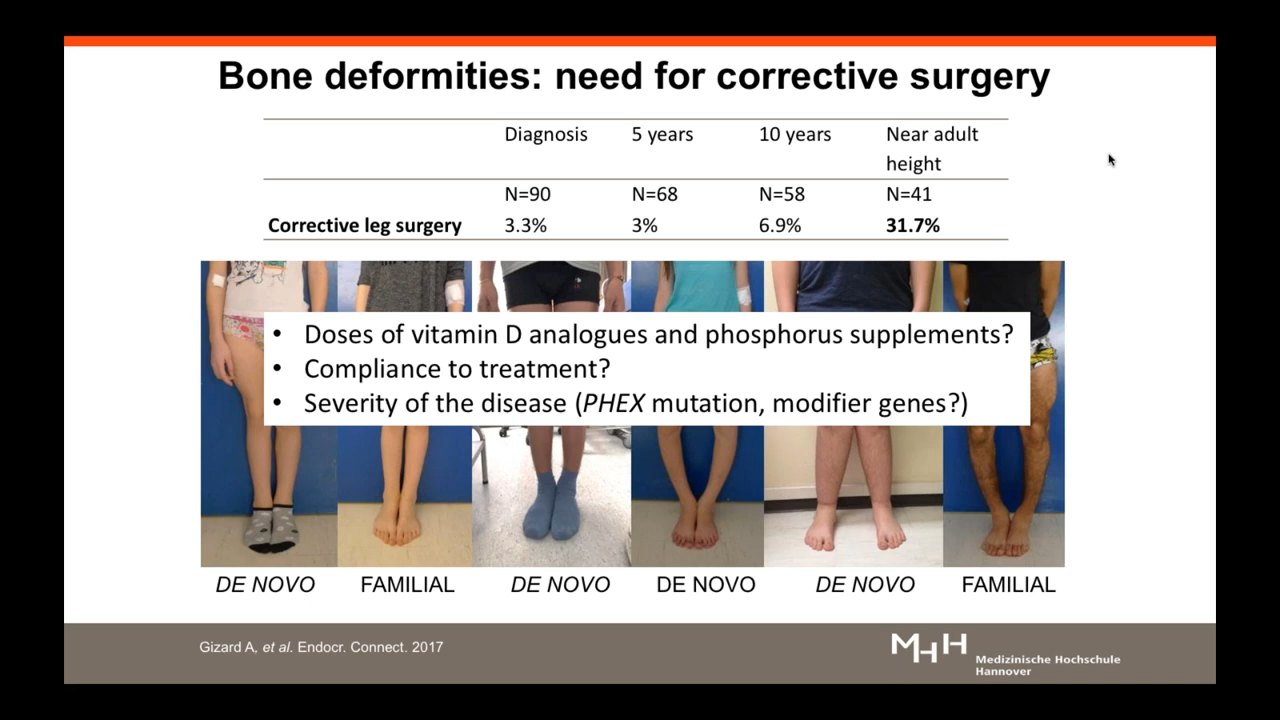 Bone deformities: need for corrective surgery
Diagnosis 5 years 10 years Near adult height
N=90 N=68 N=58 N=41
Corrective leg surgery 3.3% 3% 6.9% 31.7%
• Doses of vitamin D analogues and phosphorus supplements?
• Compliance to treatment?
• Severity of the disease (PHEX mutation, modifier genes?)
DE NOVO FAMILIAL DE NOVO DE NOVO DE NOVO FAMILIAL
Gizard A, et al. Endocr. Connect. 2017
MHH
Medizinische Hochschule
Hannover